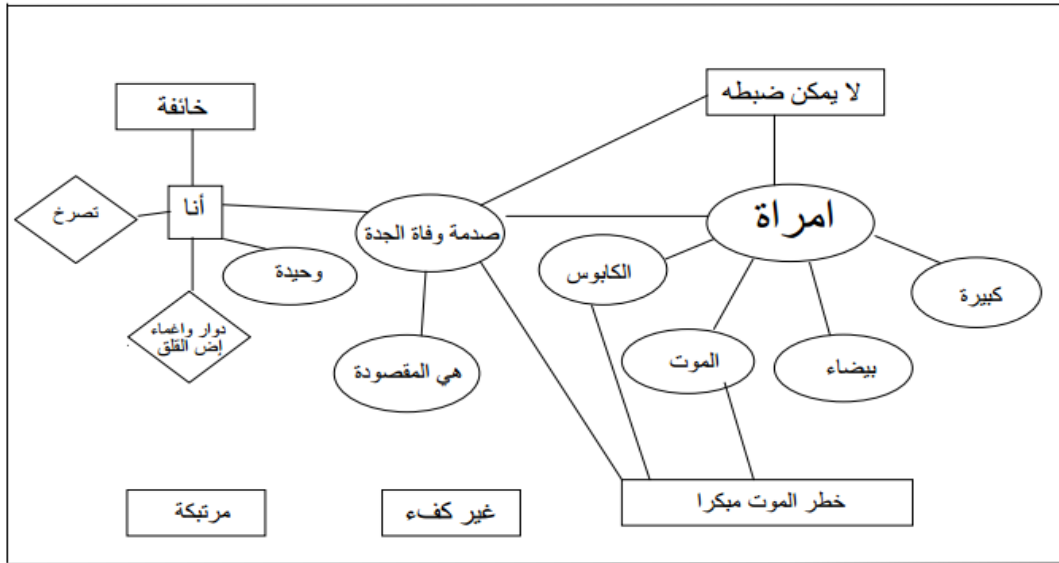 لا يمكن ضبطه
خائفة
امراة
أنا
تصرخ
صدمة وفاة الجدة
وحيدة
الكابوس
كبيرة
دوار واغماء
إض القلق
هي المقصودة
الموت
بيضاء
خطر الموت مبكرا
غير كفء
مرتبكة